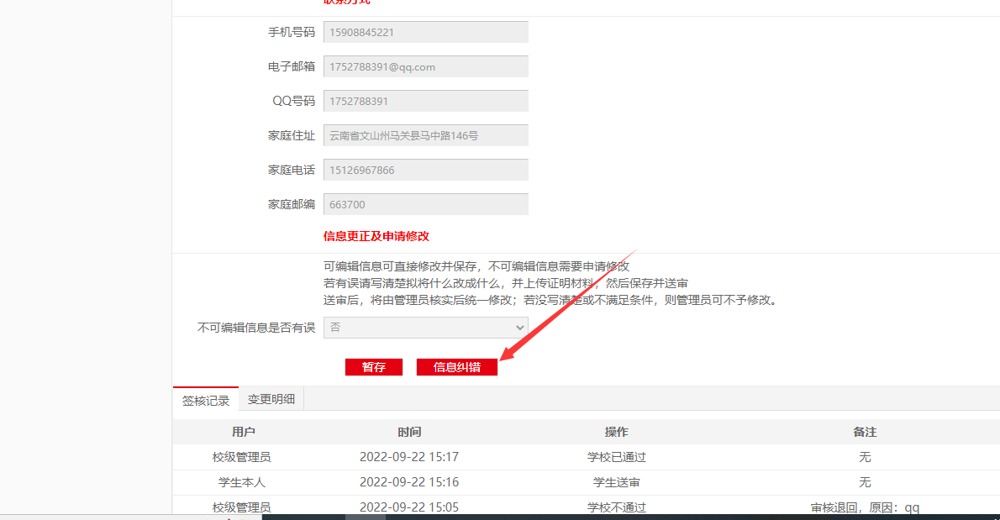 联系方式
手机号码 15908845221
电子邮箱 1752788391@qq.com
QQ号码 1752788391
家庭住址 云南省文山州马关县马中路146号
家庭电话 15126967866
家庭邮编 663700
信息更正及申请修改
可编辑信息可直接修改并保存，不可编辑信息需要申请修改
若有误请写清楚拟将什么改成什么，并上传证明材料，然后保存并送审
送审后，将由管理员核实后统一修改；若没写清楚或不满足条件，则管理员可不予修改。
不可编辑信息是否有误 否
暂存 信息纠错
签核记录 变更明细
用户 时间 操作 备注
校级管理员 2022-09-22 15:17 学校已通过 无
学生本人 2022-09-22 15:16 学生送审 无
校级管理员 2022-09-22 15:05 学校不通过 审核退回，原因：qq